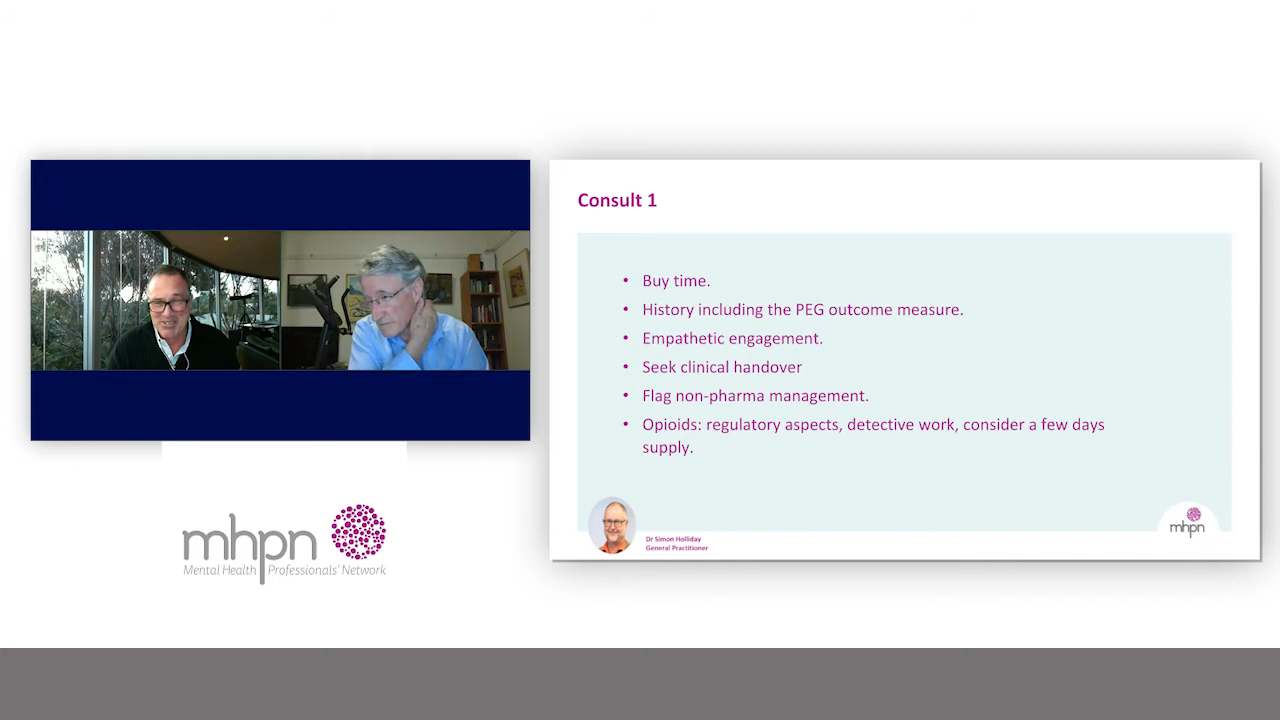 Consult 1
• Buy time.
• History including the PEG outcome measure.
• Empathetic engagement.
• Seek clinical handover
• Flag non-pharma management.
• Opioids: regulatory aspects, detective work, consider a few days
supply.
Dr Simon Holliday
General Practitioner
mhpn
mhpn
Mental Health Professionals' Network